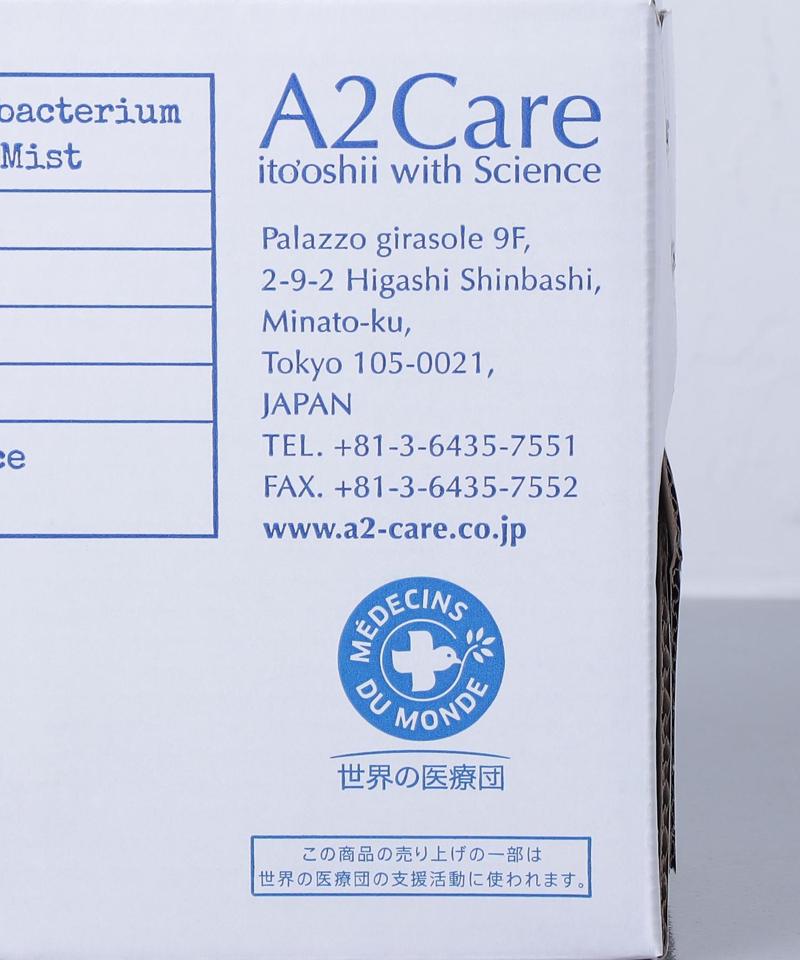 bacterium
Mist
ce
A2Care
ito'oshii with Science
Palazzo girasole 9F,
2-9-2 Higashi Shinbashi,
Minato-ku,
Tokyo 105-0021,
JAPAN
TEL. +81-3-6435-7551
FAX. +81-3-6435-7552
www.a2-care.co.jp
MÉDECINS
DU MONDE
世界の医療団
この商品の売り上げの一部は
世界の医療団の支援活動に使われます。